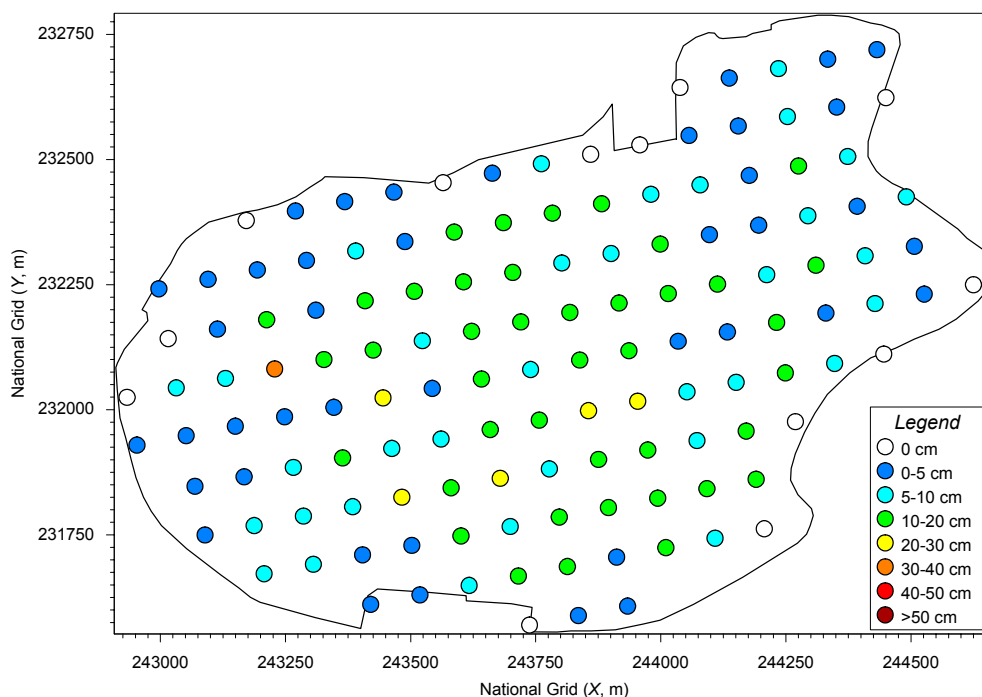 232750
232500
232250
232000
231750
National Grid (Y, m)
243000 243250 243500 243750 244000 244250 244500
National Grid (X, m)
Legend
0 cm
0-5 cm
5-10 cm
10-20 cm
20-30 cm
30-40 cm
40-50 cm
>50 cm